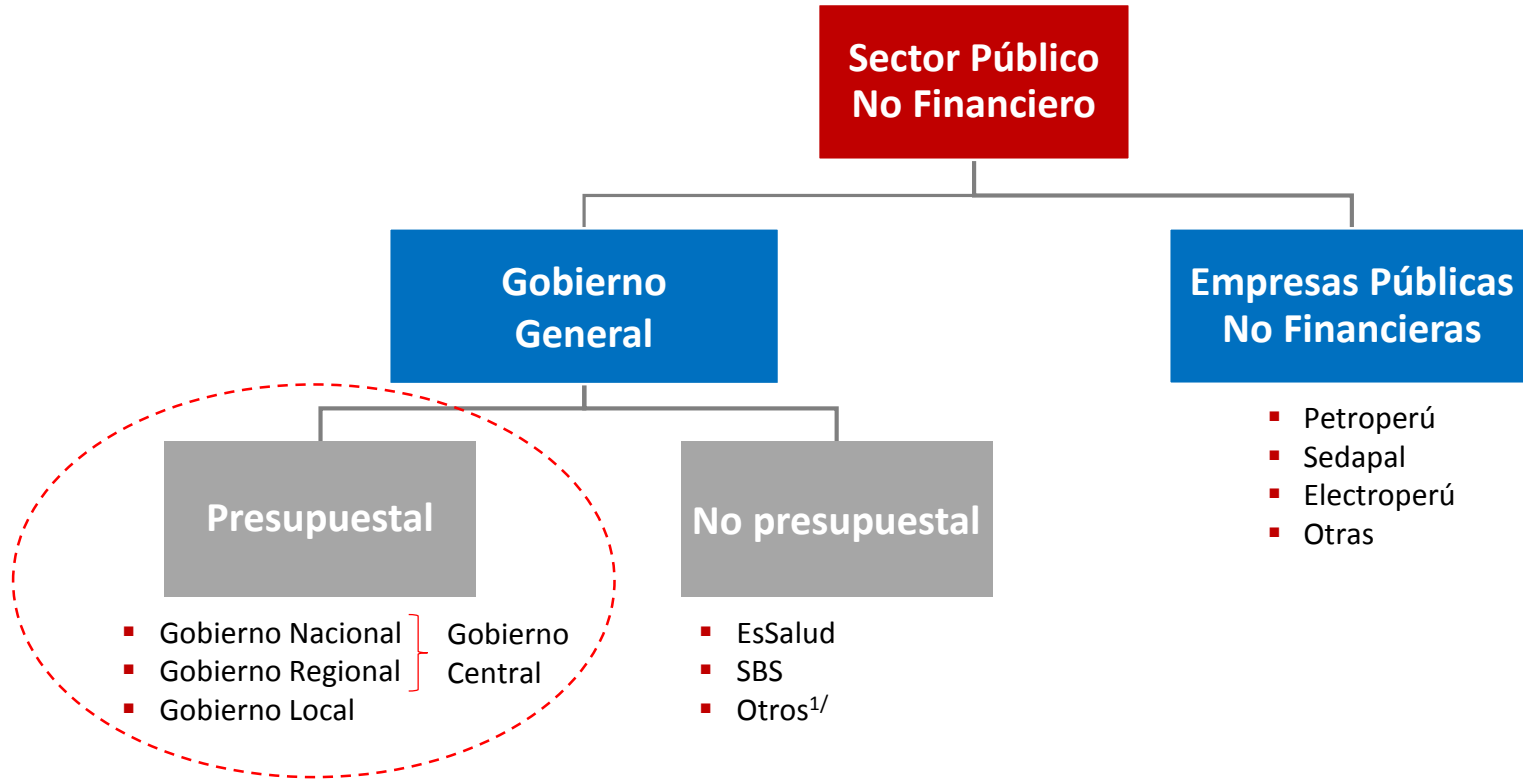 Sector Público
No Financiero
Gobierno
General
Empresas Públicas
No Financieras
Presupuestal
No presupuestal
▪ Petroperú
▪ Sedapal
▪ Electroperú
▪ Otras
▪ Gobierno Nacional
▪ Gobierno Regional
▪ Gobierno Local
Gobierno
Central
▪ EsSalud
▪ SBS
▪ Otros1/